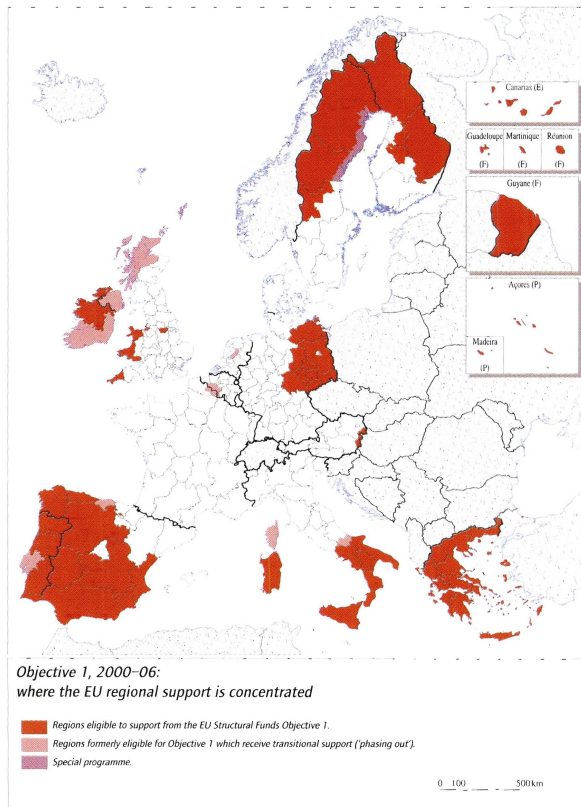 Canarias (E)
Guadeloupe Martinique Réunion
(F) (F) (F)
Guyane (F)
Açores (P)
Madeira
(P)
Objective 1, 2000–06:
where the EU regional support is concentrated
Regions eligible to support from the EU Structural Funds Objective 1.
Regions formerly eligible for Objective 1 which receive transitional support (‘phasing out’).
Special programme.
0 100 500 km